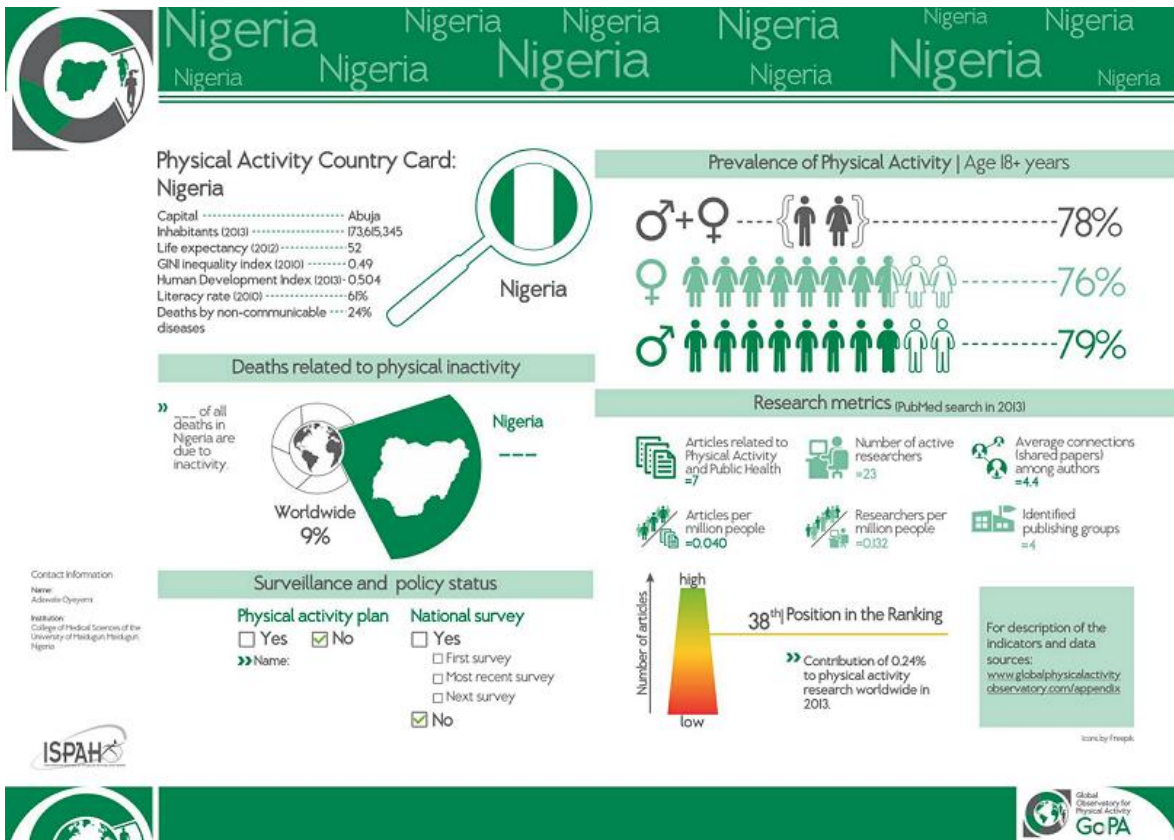 Nigeria
Nigeria
Nigeria
Nigeria
Nigeria
Nigeria
Nigeria
Nigeria
Nigeria
Nigeria
Nigeria
Nigeria
Physical Activity Country Card:
Nigeria
Capital Abuja
Inhabitants (2013) 173,615,345
Life expectancy (2012) 52
GINI inequality index (2010) 0.49
Human Development Index (2013) 0.504
Literacy rate (2010) 61%
Deaths by non-communicable 24%
diseases
Nigeria
Deaths related to physical inactivity
» ___ of all
deaths in
Nigeria are
due to
inactivity.
Nigeria
---
Worldwide
9%
Surveillance and policy status
Physical activity plan
Yes No
»Name:
National survey
Yes
First survey
Most recent survey
Next survey
No
Prevalence of Physical Activity | Age 18+ years
78%
76%
79%
Research metrics (PubMed search in 2013)
Articles related to
Physical Activity
and Public Health
=7
Number of active
researchers
=23
Average connections
(shared papers)
among authors
=4.4
Articles per
million people
=0.040
Researchers per
million people
=0.132
Identified
publishing groups
=4
Number of articles
high
low
38th| Position in the Ranking
» Contribution of 0.24%
to physical activity
research worldwide in
2013.
For description of the
indicators and data
sources:
www.globalphysicalactivity
observatory.com/appendix
Icons by Freepik
Contact Information
Name:
Adewale Oyeyemi
Institution:
College of Medical Sciences of the
University of Maiduguri Maiduguri,
Nigeria
ISPAH
Global
Observatory for
Physical Activity
GoPA